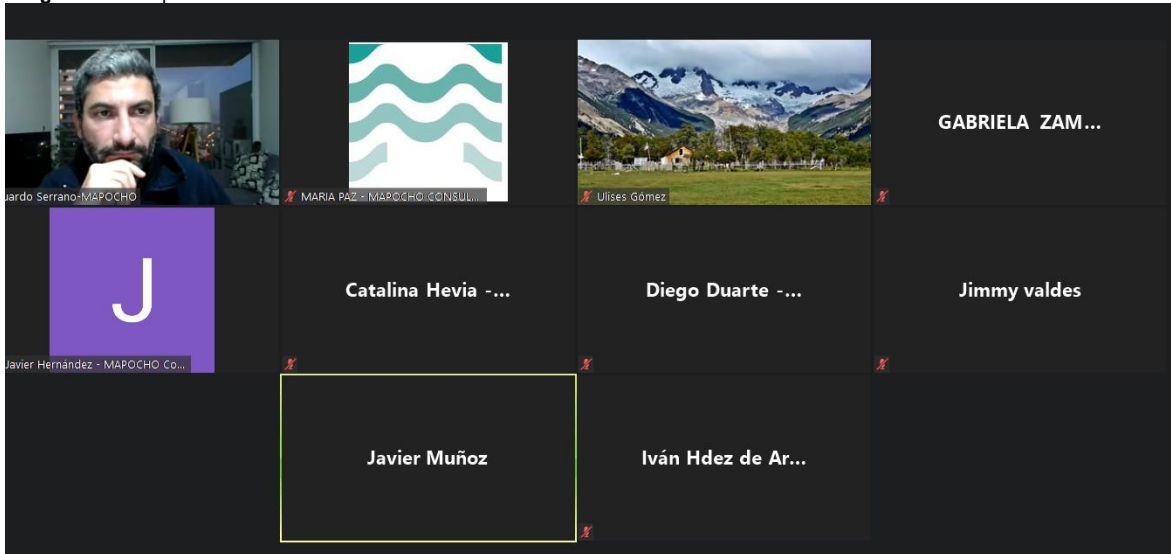 uardo Serrano-MAPOCHO
MARIA PAZ - MAPOCHO CONSUL...
Ulises Gómez
GABRIELA ZAM...
J
Javier Hernández - MAPOCHO Co...
Catalina Hevia -...
Diego Duarte -...
Jimmy valdes
Javier Muñoz
Iván Hdez de Ar...